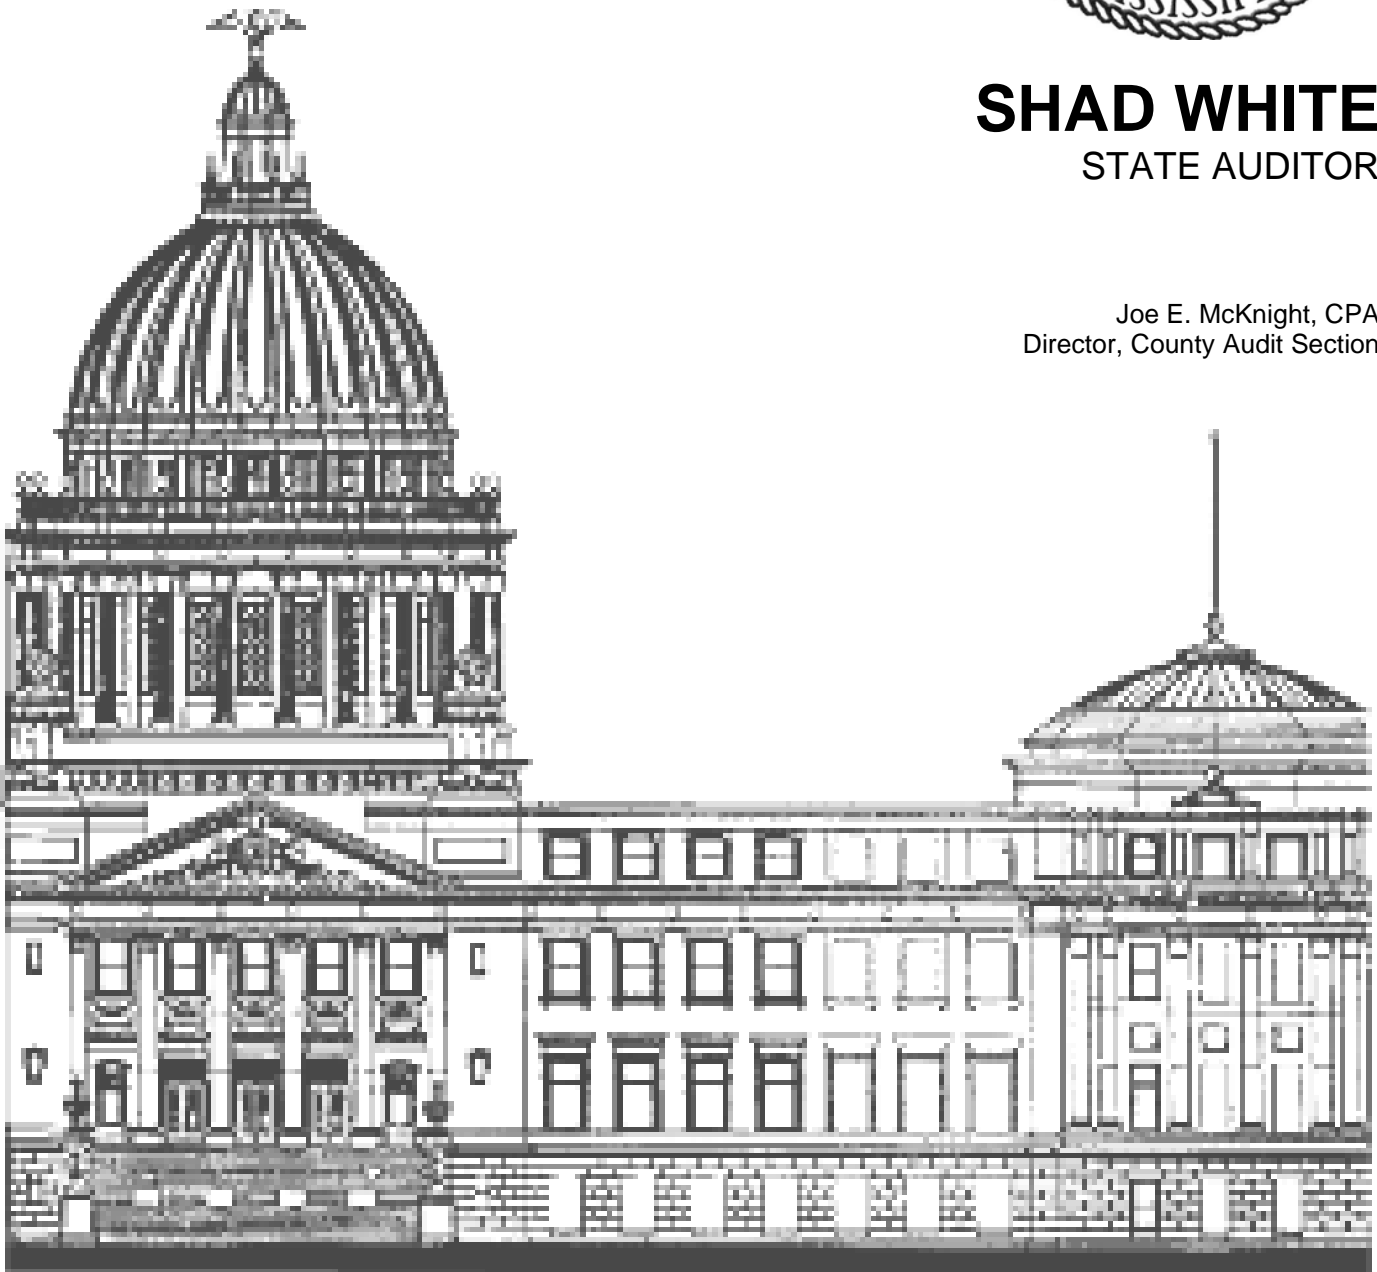 SHAD WHITE
STATE AUDITOR
Joe E. McKnight, CPA
Director, County Audit Section